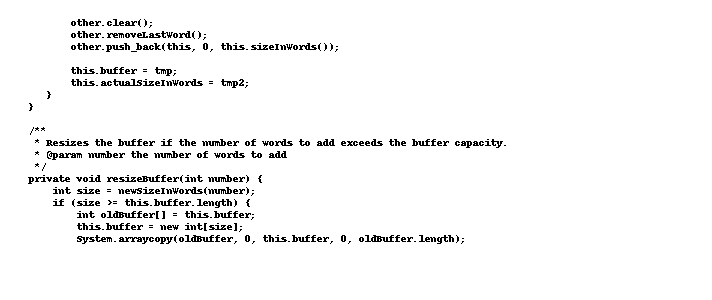 other.clear();
other.removeLastWord();
other.push_back(this, 0, this.sizeInWords());
this.buffer = tmp;
this.actualSizeInWords = tmp2;
}
}
/**
* Resizes the buffer if the number of words to add exceeds the buffer capacity.
* @param number the number of words to add
*/
private void resizeBuffer(int number) {
int size = newSizeInWords(number);
if (size >= this.buffer.length) {
int oldBuffer[] = this.buffer;
this.buffer = new int[size];
System.arraycopy(oldBuffer, 0, this.buffer, 0, oldBuffer.length);